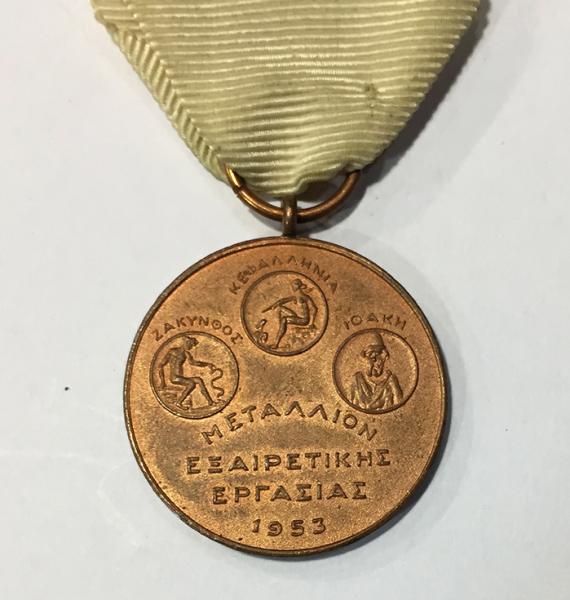 ΚΕΦΑΛΛΗΝΙΑ
ΖΑΚΥΝΘΟΣ
ΙΘΑΚΗ
ΜΕΤΑΛΛΙΟΝ
ΕΞΑΙΡΕΤΙΚΗΣ
ΕΡΓΑΣΙΑΣ
1953